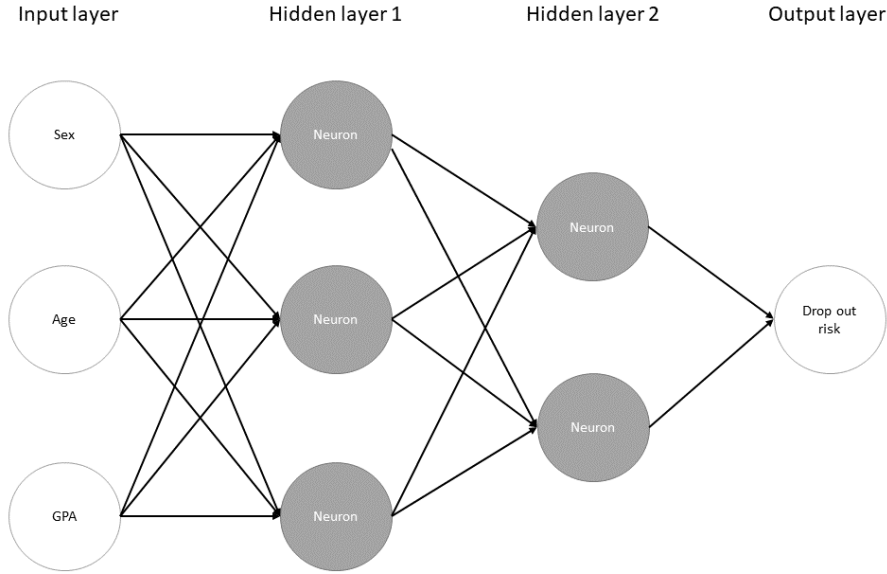 Input layer
Hidden layer 1
Hidden layer 2
Output layer
Sex
Neuron
Neuron
Age
Neuron
Drop out
risk
Neuron
GPA
Neuron